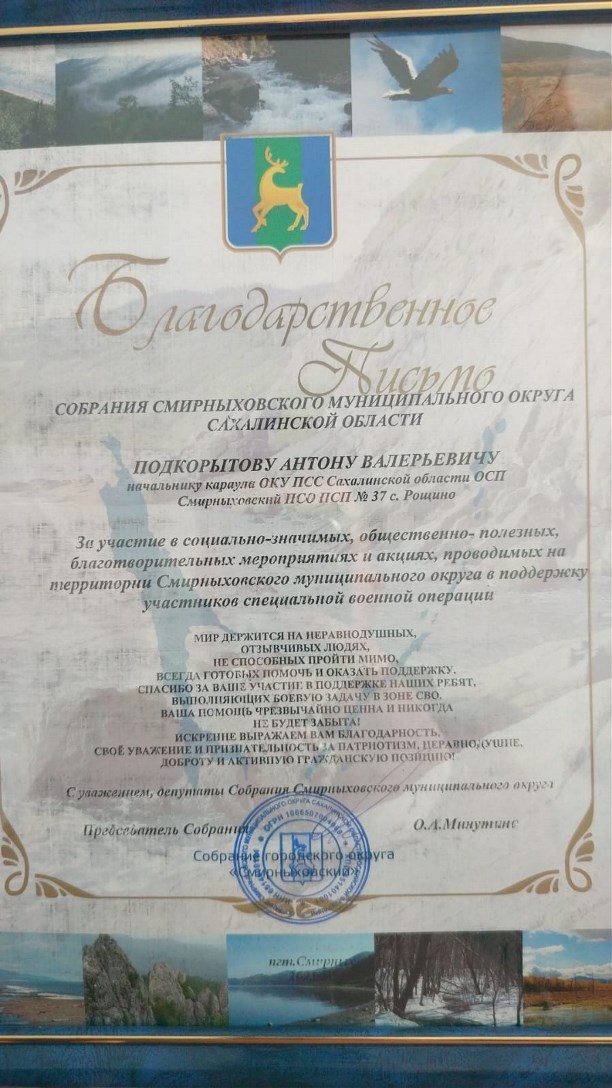 Благодарственное
Письмо
СОБРАНИЯ СМИРНЫХОВСКОГО МУНИЦИПАЛЬНОГО ОКРУГА
САХАЛИНСКОЙ ОБЛАСТИ
ПОДКОРЫТОВУ АНТОНУ ВАЛЕРЬЕВИЧУ
начальнику караула ОКУ ПСС Сахалинской области ОСП
Смирныховский ПСО ПСП № 37 с. Рощино
За участие в социально-значимых, общественно- полезных,
благотворительных мероприятиях и акциях, проводимых на
территории Смирныховского муниципального округа в поддержку
участников специальной военной операции
МИР ДЕРЖИТСЯ НА НЕРАВНОДУШНЫХ,
ОТЗЫВЧИВЫХ ЛЮДЯХ,
НЕ СПОСОБНЫХ ПРОЙТИ МИМО,
ВСЕГДА ГОТОВЫХ ПОМОЧЬ И ОКАЗАТЬ ПОДДЕРЖКУ.
СПАСИБО ЗА ВАШЕ УЧАСТИЕ В ПОДДЕРЖКЕ НАШИХ РЕБЯТ,
ВЫПОЛНЯЮЩИХ БОЕВУЮ ЗАДАЧУ В ЗОНЕ СВО.
ВАША ПОМОЩЬ ЧРЕЗВЫЧАЙНО ЦЕННА И НИКОГДА
НЕ БУДЕТ ЗАБЫТА!
ИСКРЕННЕ ВЫРАЖАЕМ ВАМ БЛАГОДАРНОСТЬ,
СВОЁ УВАЖЕНИЕ И ПРИЗНАТЕЛЬНОСТЬ ЗА ПАТРИОТИЗМ, НЕРАВНОДУШИЕ,
ДОБРОТУ И АКТИВНУЮ ГРАЖДАНСКУЮ ПОЗИЦИЮ!
С уважением, депутаты Собрания Смирныховского муниципального округа
Председатель Собрания О.А.Минутинс
Собрание городского округа
«Смирныховский»
пгт.Смирны